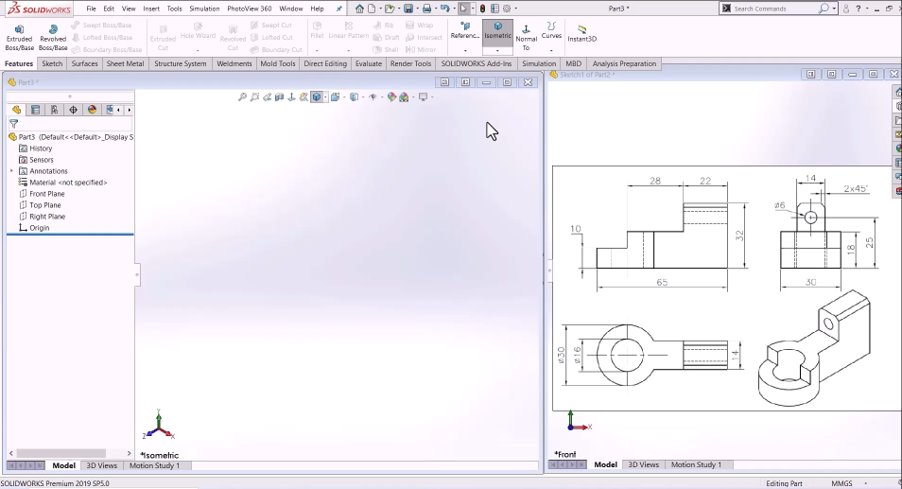 SOLIDWORKS File Edit View Insert Tools Simulation PhotoView 360 Window Help Part3 * Search Commands
Extruded Boss/Base Revolved Boss/Base Swept Boss/Base Lofted Boss/Base Boundary Boss/Base Extruded Cut Hole Wizard Revolved Cut Swept Cut Lofted Cut Boundary Cut Fillet Linear Pattern Rib Draft Shell Wrap Intersect Mirror Referenc... Isometric Normal To Curves Instant3D
Features Sketch Surfaces Sheet Metal Structure System Weldments Mold Tools Direct Editing Evaluate Render Tools SOLIDWORKS Add-Ins Simulation MBD Analysis Preparation
Part3 *
Sketch1 of Part2 *
Part3 (Default<<Default>_Display S
History
Sensors
Annotations
Material <not specified>
Front Plane
Top Plane
Right Plane
Origin
28 22
10
32
65
14
2x45°
ø6
18
25
30
ø30
ø16
14
Y
Z X
*Isometric
Y
X
*Front
Model 3D Views Motion Study 1
Model 3D Views Motion Study 1
SOLIDWORKS Premium 2019 SP5.0
Editing Part MMGS